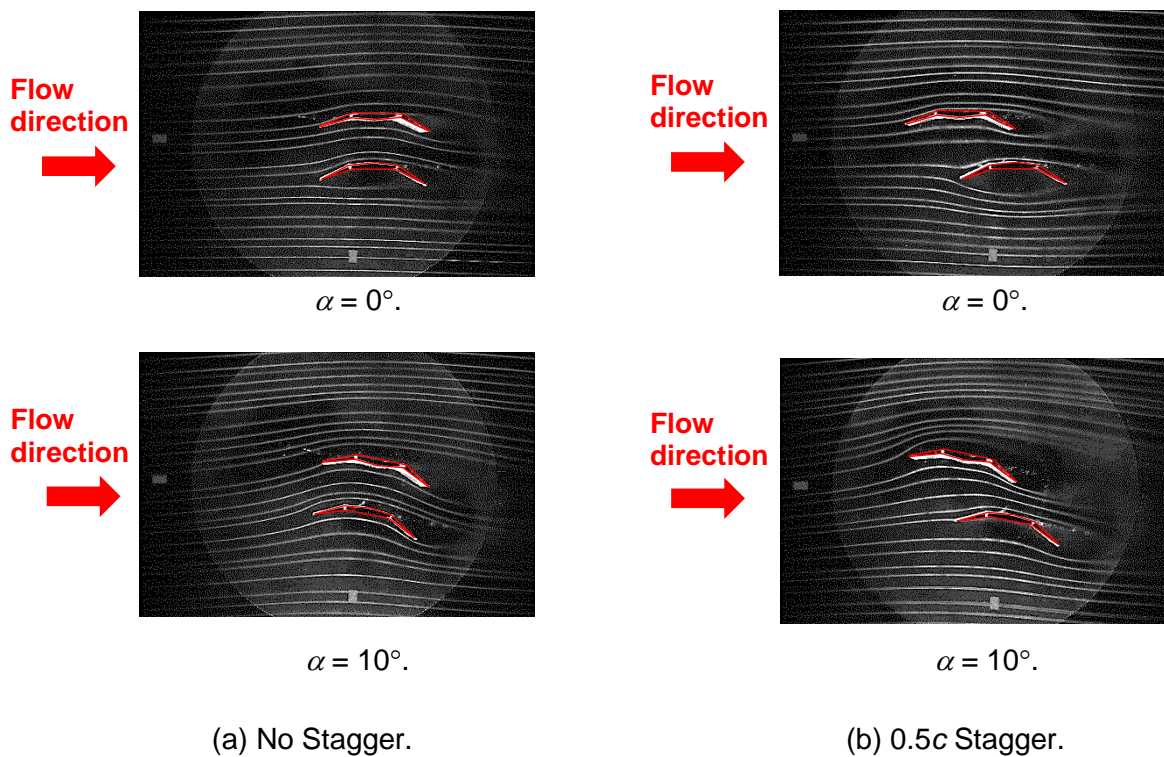 Flow
direction
Flow
direction
α = 0°.
α = 0°.
Flow
direction
Flow
direction
α = 10°.
α = 10°.
(a) No Stagger.
(b) 0.5c Stagger.